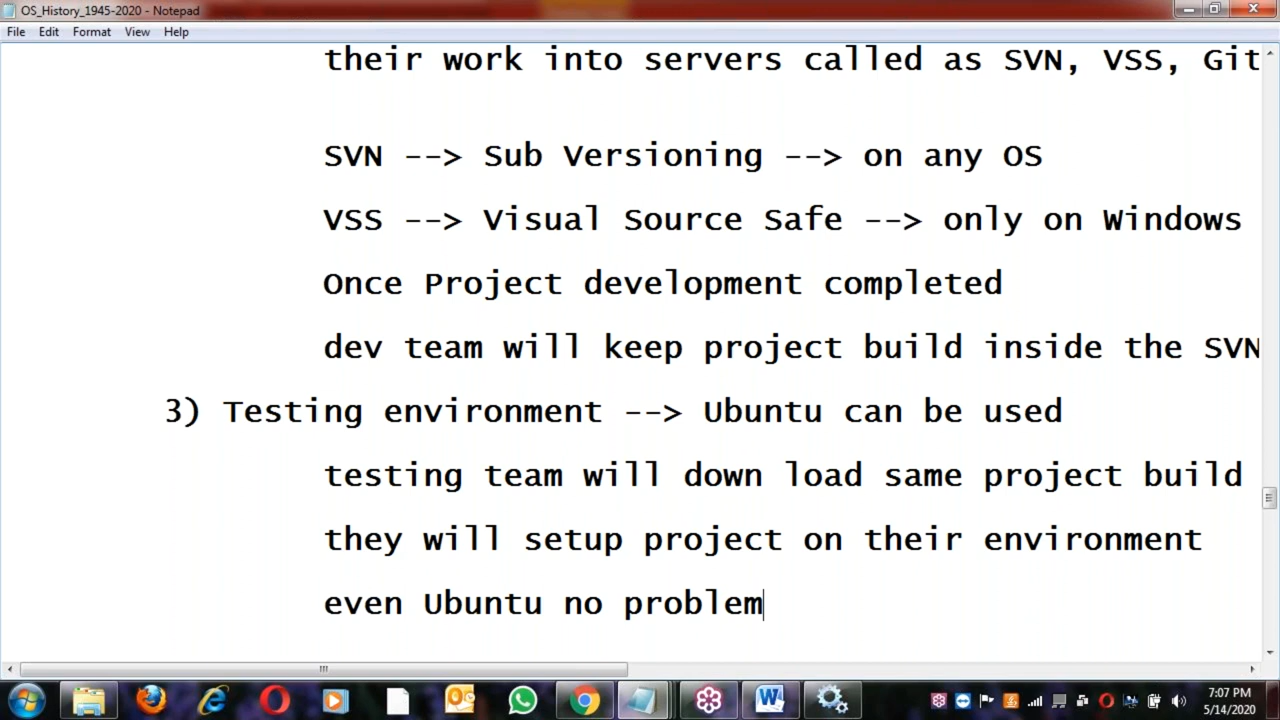 OS_History_1945-2020 - Notepad
File Edit Format View Help
their work into servers called as SVN, VSS, Git
SVN --> Sub Versioning --> on any OS
VSS --> Visual Source Safe --> only on Windows
Once Project development completed
dev team will keep project build inside the SVN
3) Testing environment --> Ubuntu can be used
testing team will down load same project build
they will setup project on their environment
even Ubuntu no problem
7:07 PM
5/14/2020